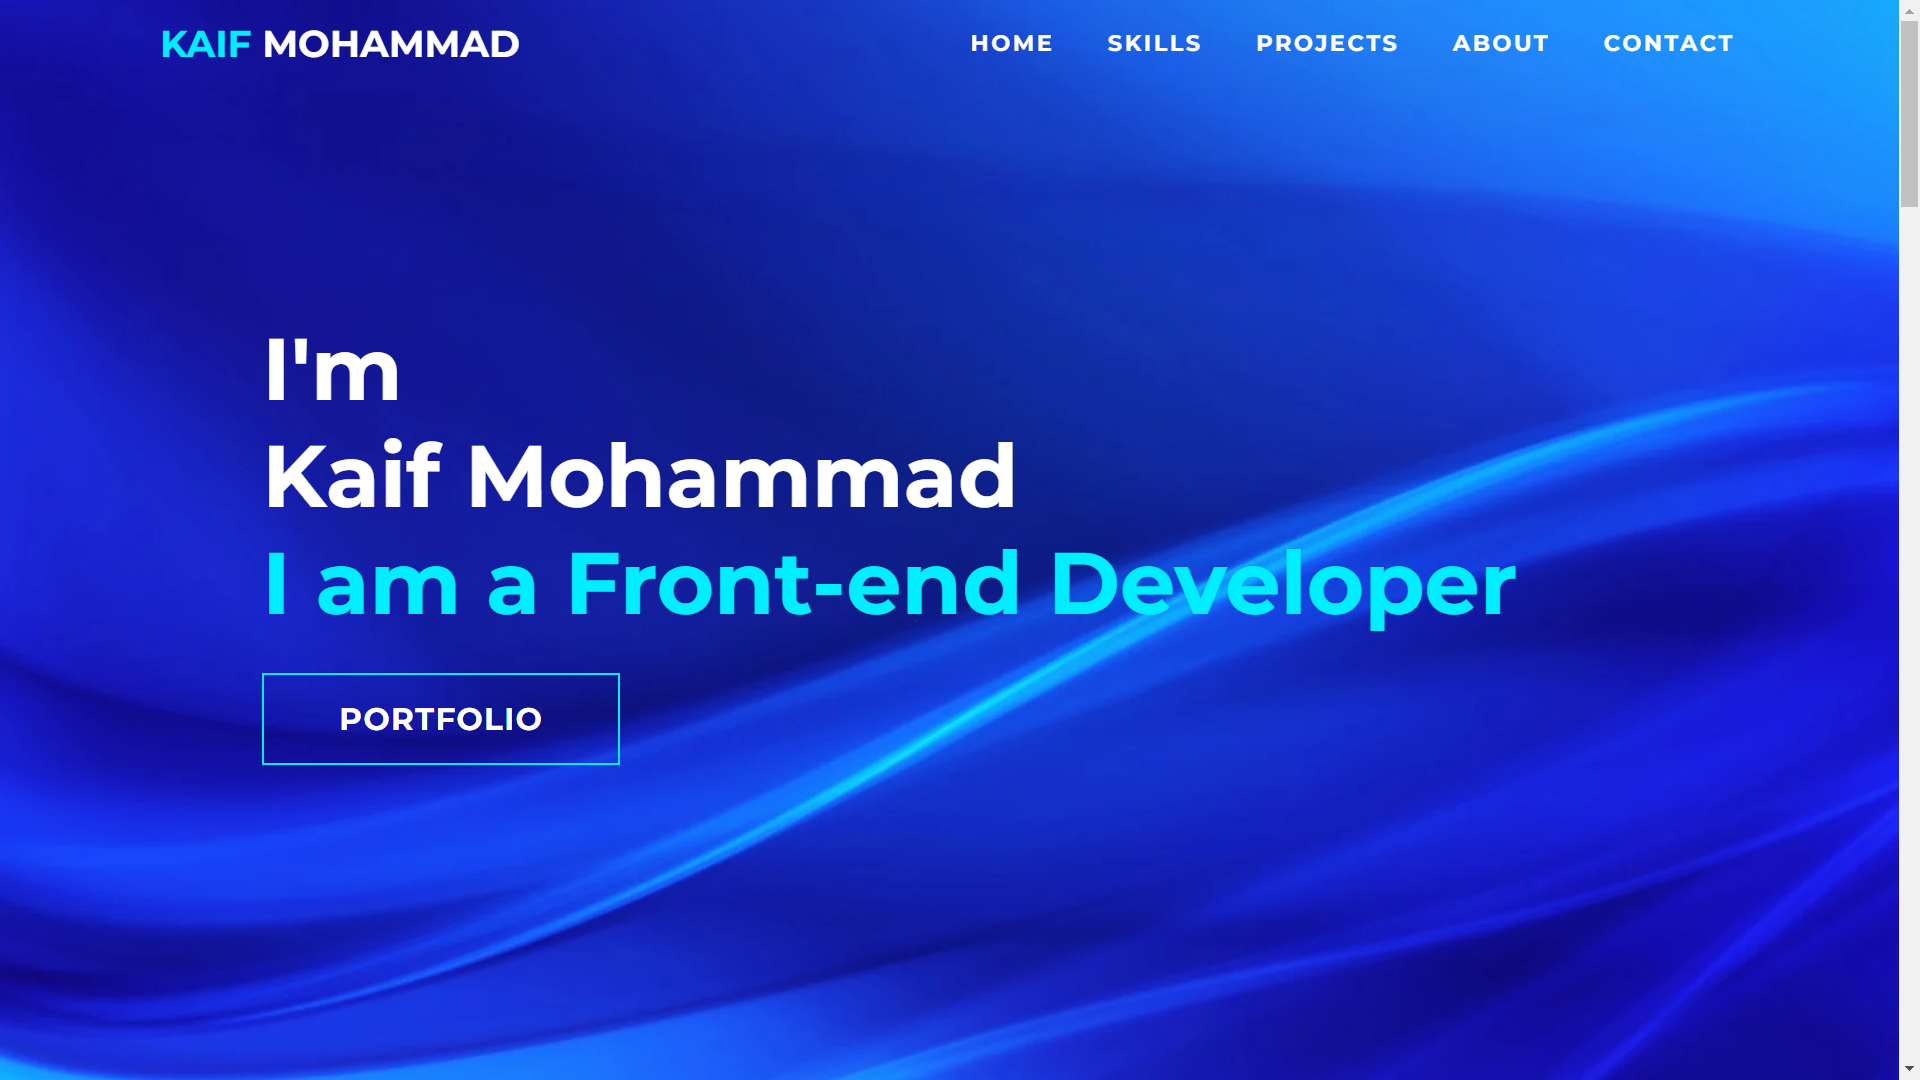 KAIF MOHAMMAD
HOME SKILLS PROJECTS ABOUT CONTACT
I'm
Kaif Mohammad
I am a Front-end Developer
PORTFOLIO